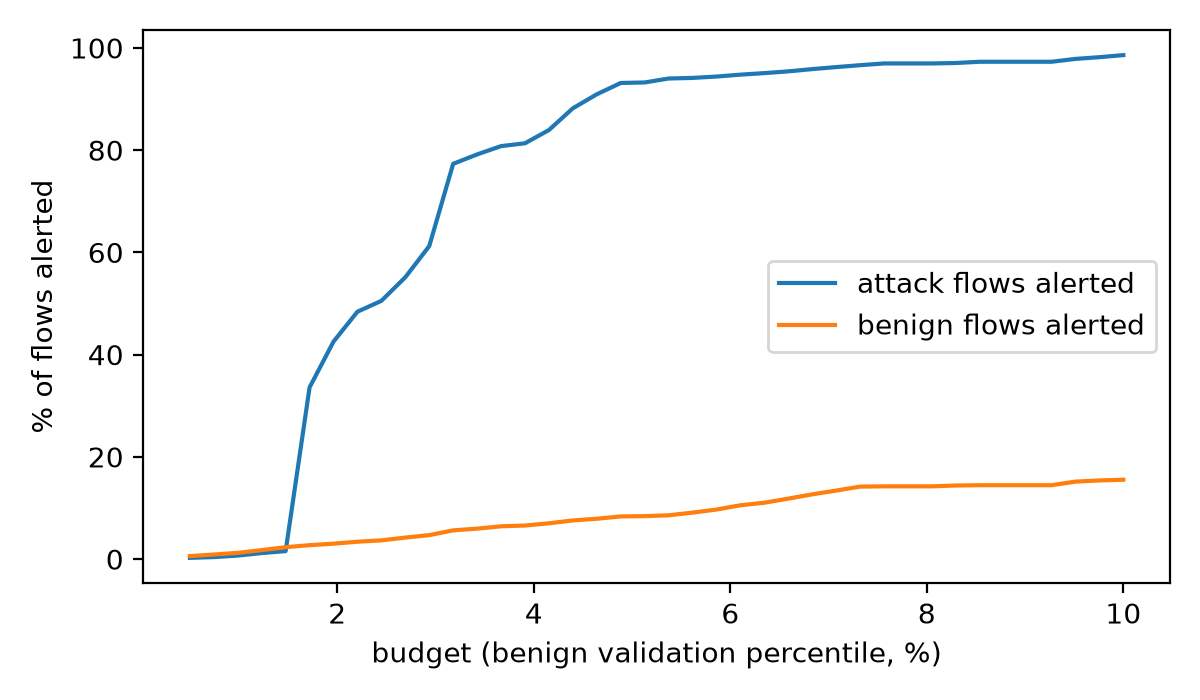 100
80
60
40
20
0
% of flows alerted
attack flows alerted
benign flows alerted
2 4 6 8 10
budget (benign validation percentile, %)